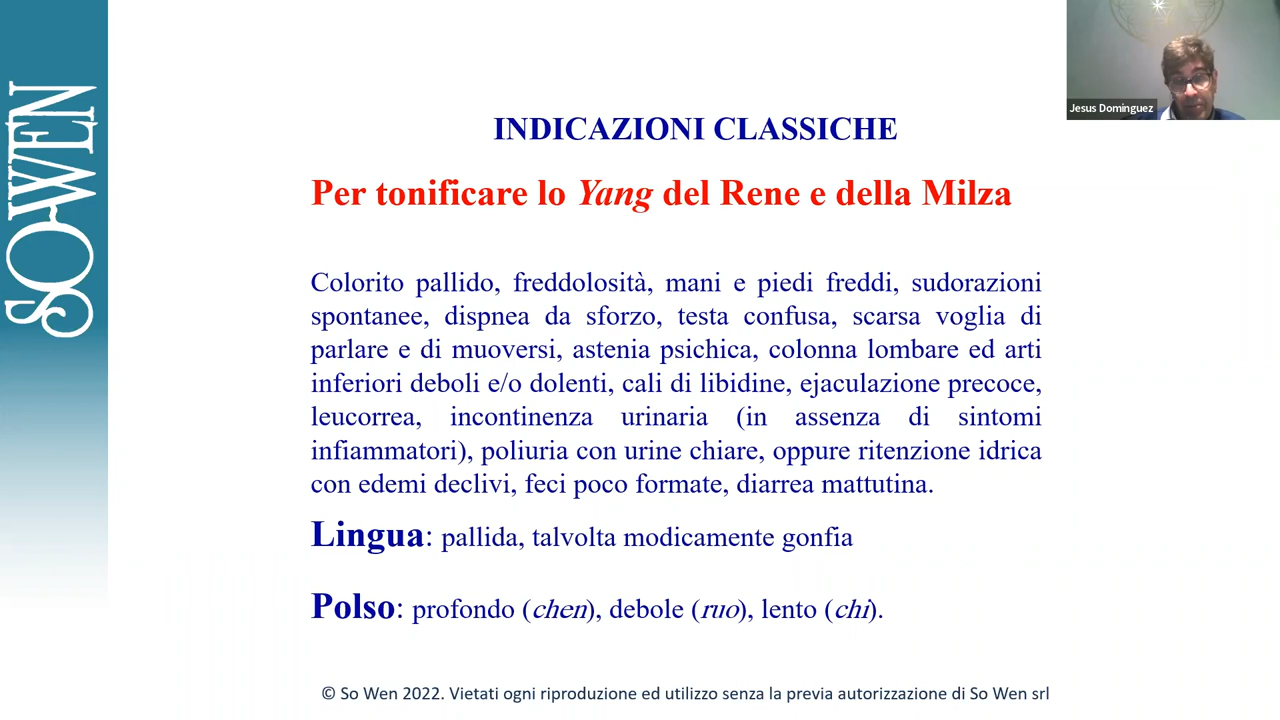 SO-WEN
Jesus Dominguez
INDICAZIONI CLASSICHE
Per tonificare lo Yang del Rene e della Milza
Colorito pallido, freddolosità, mani e piedi freddi, sudorazioni
spontanee, dispnea da sforzo, testa confusa, scarsa voglia di
parlare e di muoversi, astenia psichica, colonna lombare ed arti
inferiori deboli e/o dolenti, cali di libidine, ejaculazione precoce,
leucorrea, incontinenza urinaria (in assenza di sintomi
infiammatori), poliuria con urine chiare, oppure ritenzione idrica
con edemi declivi, feci poco formate, diarrea mattutina.
Lingua: pallida, talvolta modicamente gonfia
Polso: profondo (chen), debole (ruo), lento (chi).
© So Wen 2022. Vietati ogni riproduzione ed utilizzo senza la previa autorizzazione di So Wen srl